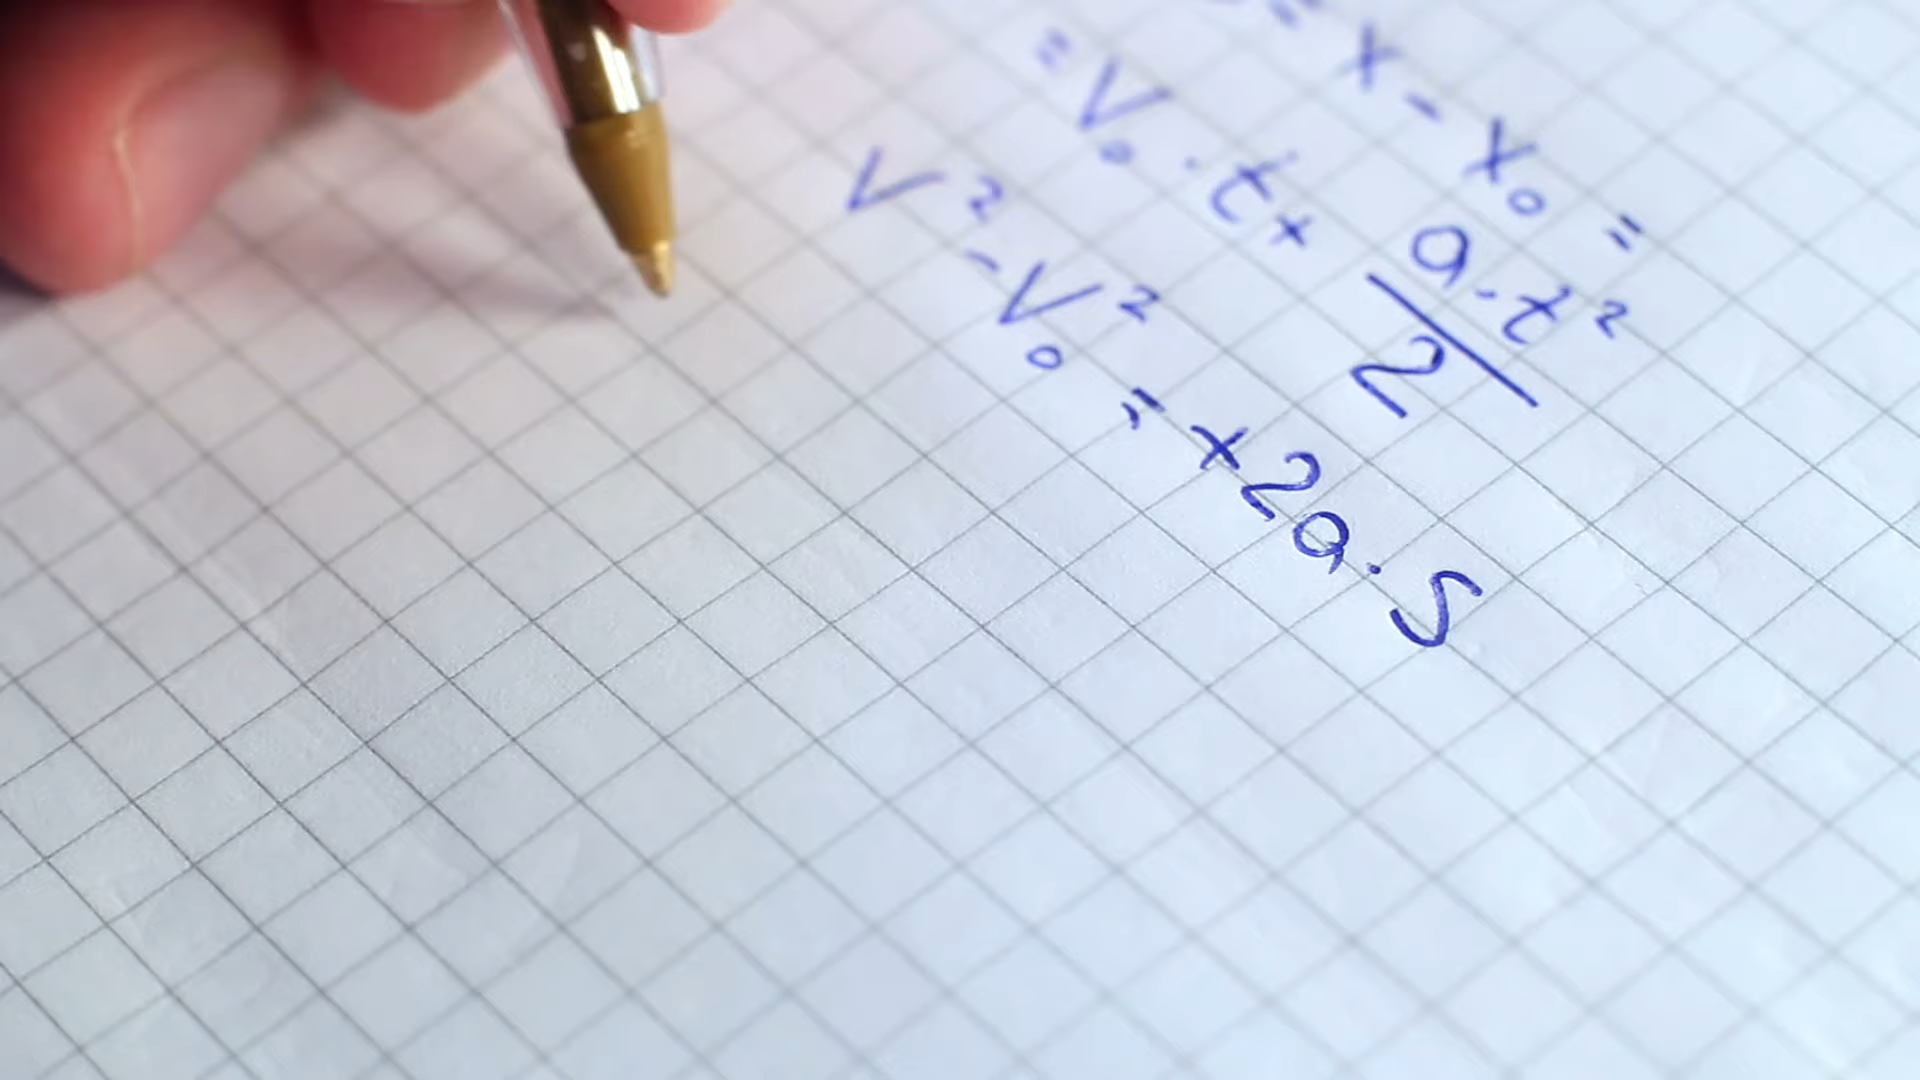 = x - x₀ =
= V₀ · t + a·t²/2
V² - V₀² = +2a·S